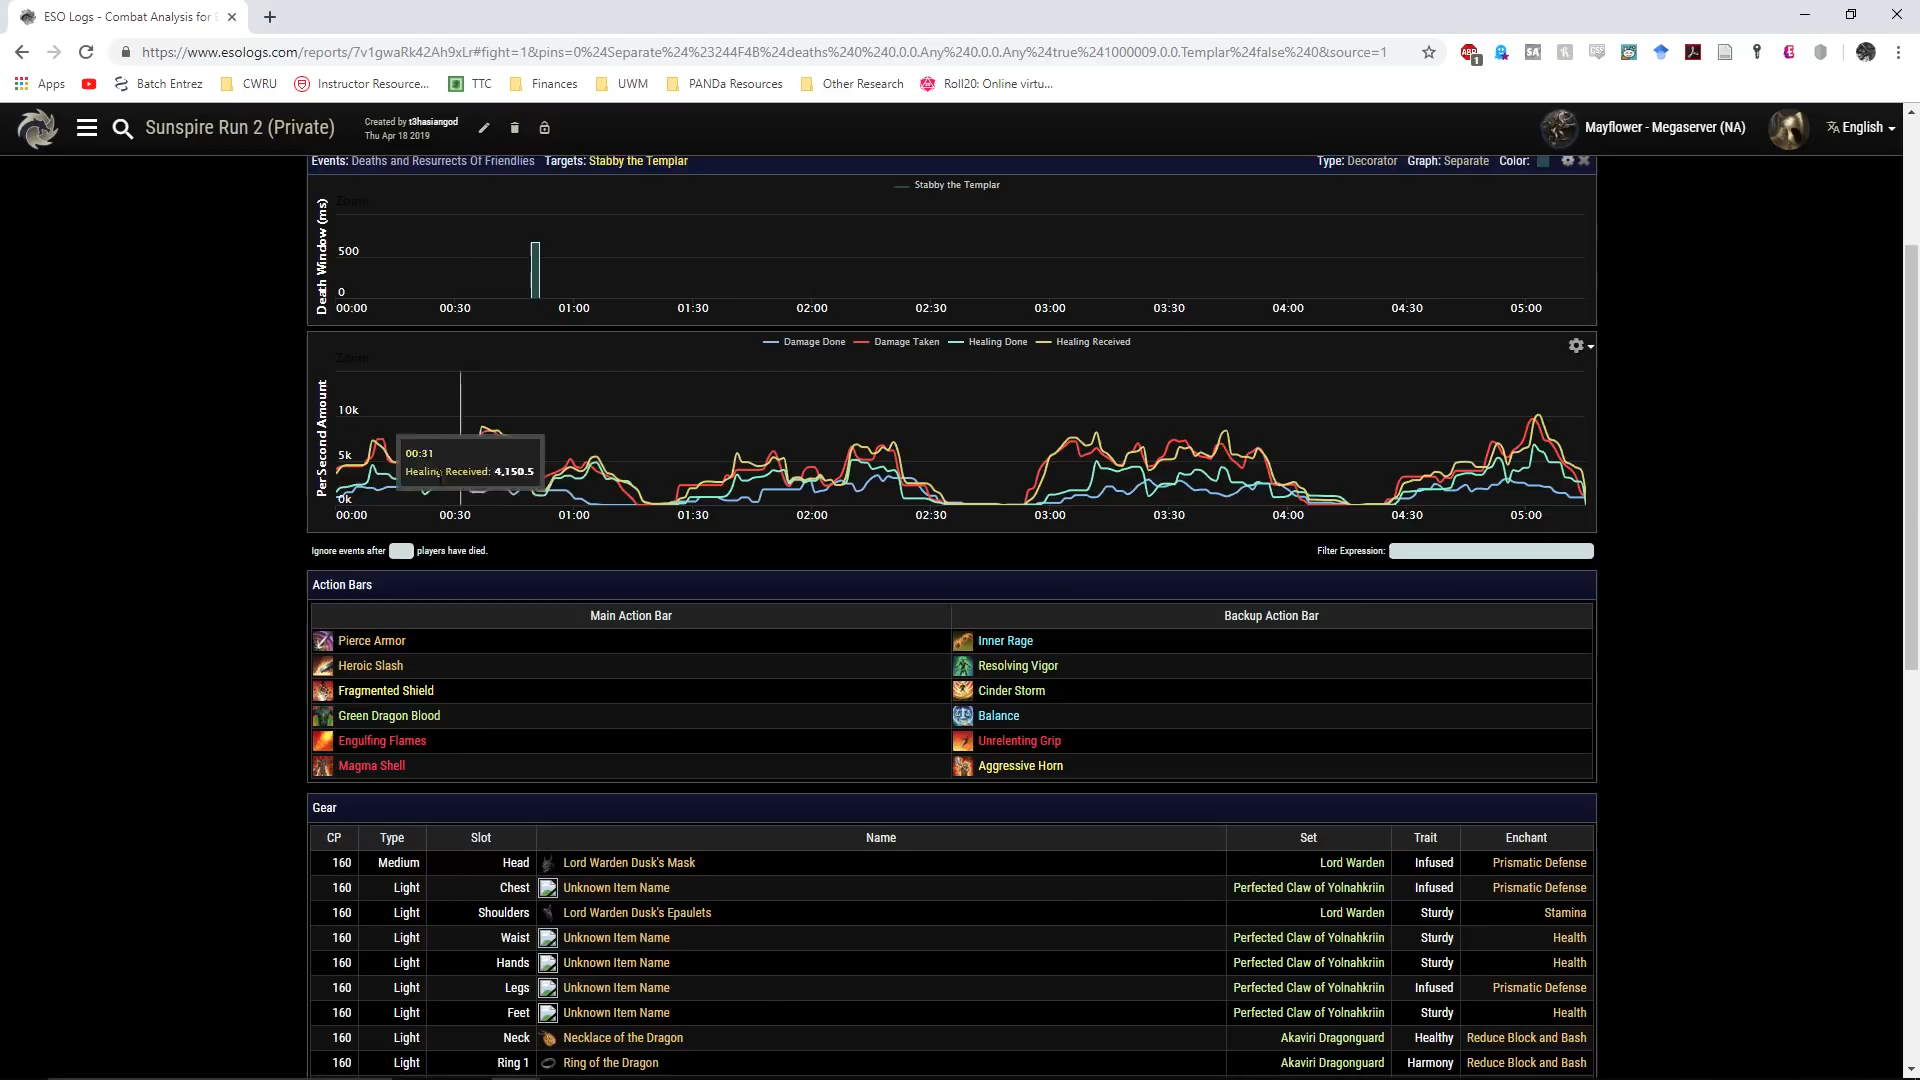 ESO Logs - Combat Analysis for E
https://www.esologs.com/reports/7v1gwaRk42Ah9xLr#fight=1&pins=0%24Separate%24%23244F4B%24deaths%240%240.0.0.Any%240.0.0.Any%24true%241000009.0.0.Templar%24false%240&source=1
Apps Batch Entrez CWRU Instructor Resource... TTC Finances UWM PANDa Resources Other Research Roll20: Online virtu...
Sunspire Run 2 (Private) Created by t3hasiangod Mayflower - Megaserver (NA) English
Thu Apr 18 2019
Events: Deaths and Resurrects Of Friendlies Targets: Stabby the Templar Type: Decorator Graph: Separate Color:
Stabby the Templar
Zoom
Death Window (ms)
500
0
00:00 00:30 01:00 01:30 02:00 02:30 03:00 03:30 04:00 04:30 05:00
Damage Done Damage Taken Healing Done Healing Received
Zoom
Per Second Amount
10k
5k
0k
00:31
Healing Received: 4,150.5
00:00 00:30 01:00 01:30 02:00 02:30 03:00 03:30 04:00 04:30 05:00
Ignore events after players have died. Filter Expression:
Action Bars
Main Action Bar Backup Action Bar
Pierce Armor Inner Rage
Heroic Slash Resolving Vigor
Fragmented Shield Cinder Storm
Green Dragon Blood Balance
Engulfing Flames Unrelenting Grip
Magma Shell Aggressive Horn
Gear
CP Type Slot Name Set Trait Enchant
160 Medium Head Lord Warden Dusk's Mask Lord Warden Infused Prismatic Defense
160 Light Chest Unknown Item Name Perfected Claw of Yolnahkriin Infused Prismatic Defense
160 Light Shoulders Lord Warden Dusk's Epaulets Lord Warden Sturdy Stamina
160 Light Waist Unknown Item Name Perfected Claw of Yolnahkriin Sturdy Health
160 Light Hands Unknown Item Name Perfected Claw of Yolnahkriin Sturdy Health
160 Light Legs Unknown Item Name Perfected Claw of Yolnahkriin Infused Prismatic Defense
160 Light Feet Unknown Item Name Perfected Claw of Yolnahkriin Sturdy Health
160 Light Neck Necklace of the Dragon Akaviri Dragonguard Healthy Reduce Block and Bash
160 Light Ring 1 Ring of the Dragon Akaviri Dragonguard Harmony Reduce Block and Bash